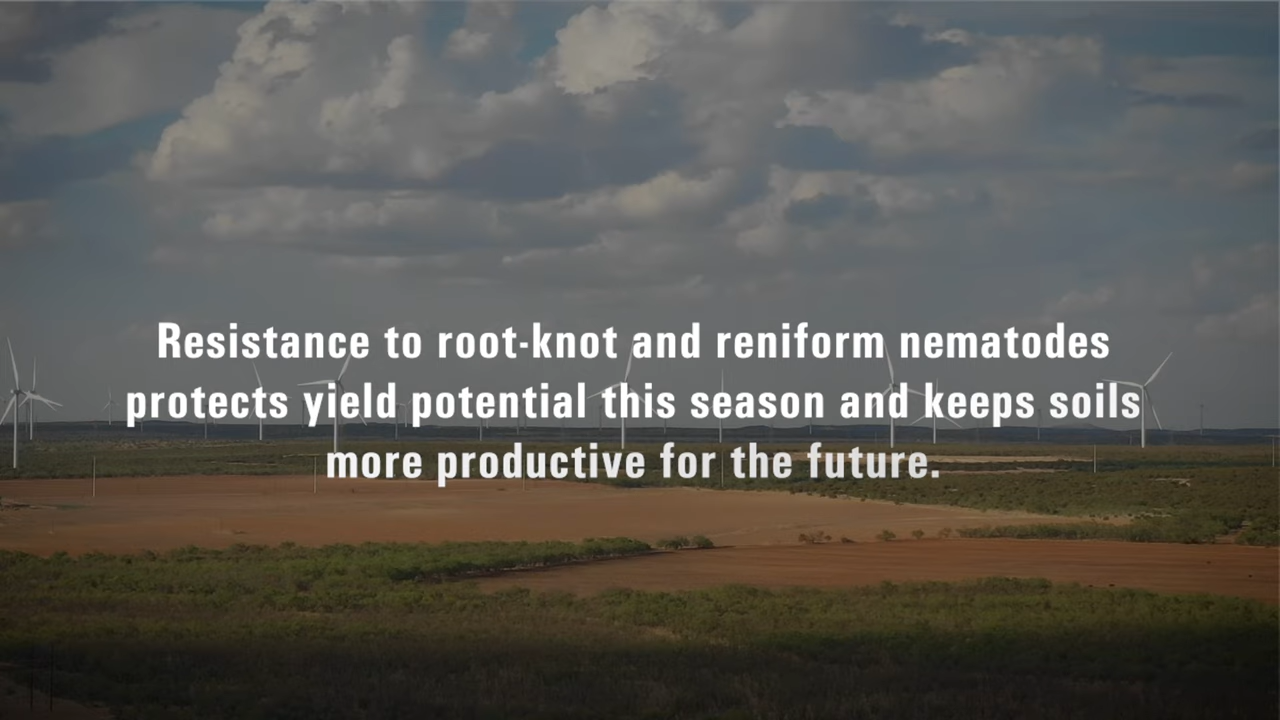 Resistance to root-knot and reniform nematodes
protects yield potential this season and keeps soils
more productive for the future.